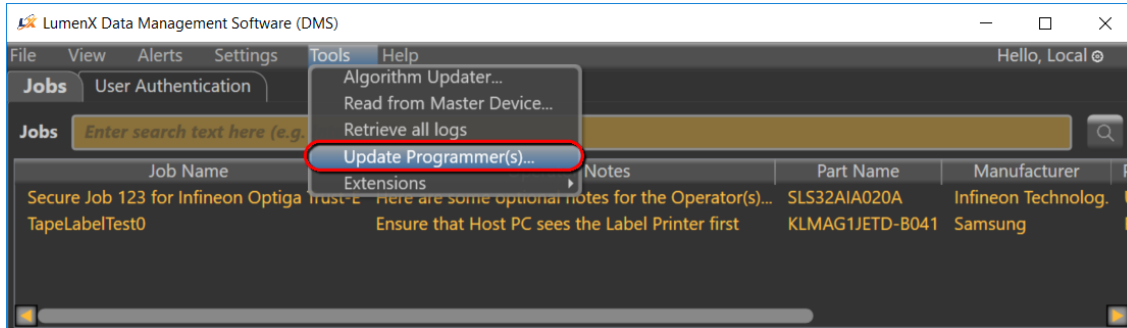 LumenX Data Management Software (DMS)
File View Alerts Settings Tools Help Hello, Local
Jobs User Authentication
Algorithm Updater...
Read from Master Device...
Retrieve all logs
Update Programmer(s)...
Extensions
Jobs Enter search text here (e.g.
Job Name Notes Part Name Manufacturer
Secure Job 123 for Infineon Optiga Trust-E Here are some optional notes for the Operator(s)... SLS32AIA020A Infineon Technolog.
TapeLabelTest0 Ensure that Host PC sees the Label Printer first KLMAG1JETD-B041 Samsung